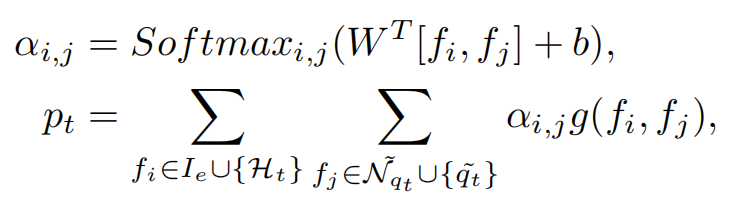 α_{i,j} = Softmax_{i,j}(W^T[f_i, f_j] + b),
p_t = ∑_{f_i∈I_e∪{ℋ_t}} ∑_{f_j∈𝒩̃_{q_t}∪{q̃_t}} α_{i,j}g(f_i, f_j),